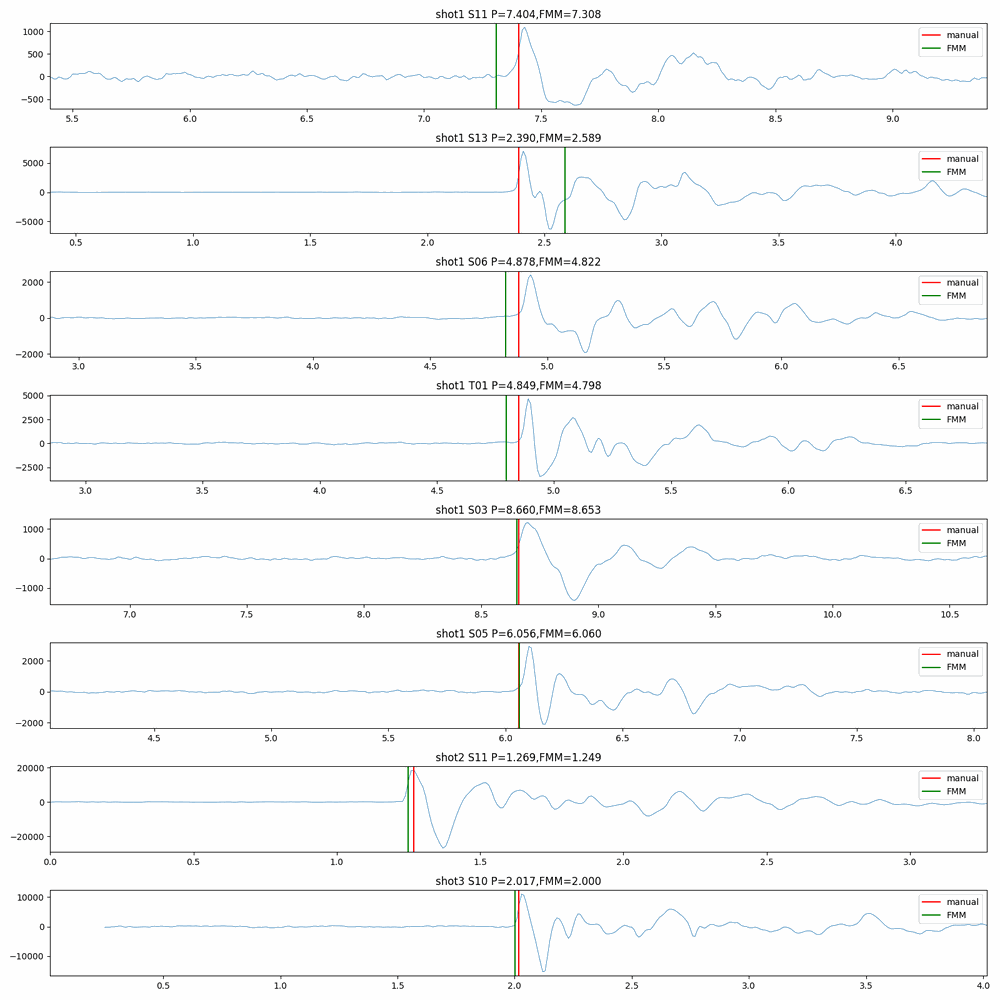 shot1 S11 P=7.404,FMM=7.308
1000
500
0
−500
manual
FMM
5.5 6.0 6.5 7.0 7.5 8.0 8.5 9.0
shot1 S13 P=2.390,FMM=2.589
5000
0
−5000
manual
FMM
0.5 1.0 1.5 2.0 2.5 3.0 3.5 4.0
shot1 S06 P=4.878,FMM=4.822
2000
0
−2000
manual
FMM
3.0 3.5 4.0 4.5 5.0 5.5 6.0 6.5
shot1 T01 P=4.849,FMM=4.798
5000
2500
0
−2500
manual
FMM
3.0 3.5 4.0 4.5 5.0 5.5 6.0 6.5
shot1 S03 P=8.660,FMM=8.653
1000
0
−1000
manual
FMM
7.0 7.5 8.0 8.5 9.0 9.5 10.0 10.5
shot1 S05 P=6.056,FMM=6.060
2000
0
−2000
manual
FMM
4.5 5.0 5.5 6.0 6.5 7.0 7.5 8.0
shot2 S11 P=1.269,FMM=1.249
20000
0
−20000
manual
FMM
0.0 0.5 1.0 1.5 2.0 2.5 3.0
shot3 S10 P=2.017,FMM=2.000
10000
0
−10000
manual
FMM
0.5 1.0 1.5 2.0 2.5 3.0 3.5 4.0